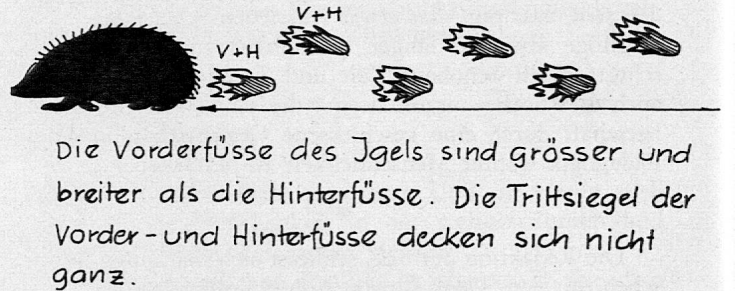 V+H
V+H
Die Vorderfüsse des Igels sind grösser und
breiter als die Hinterfüsse. Die Trittsiegel der
Vorder-und Hinterfüsse decken sich nicht
ganz.